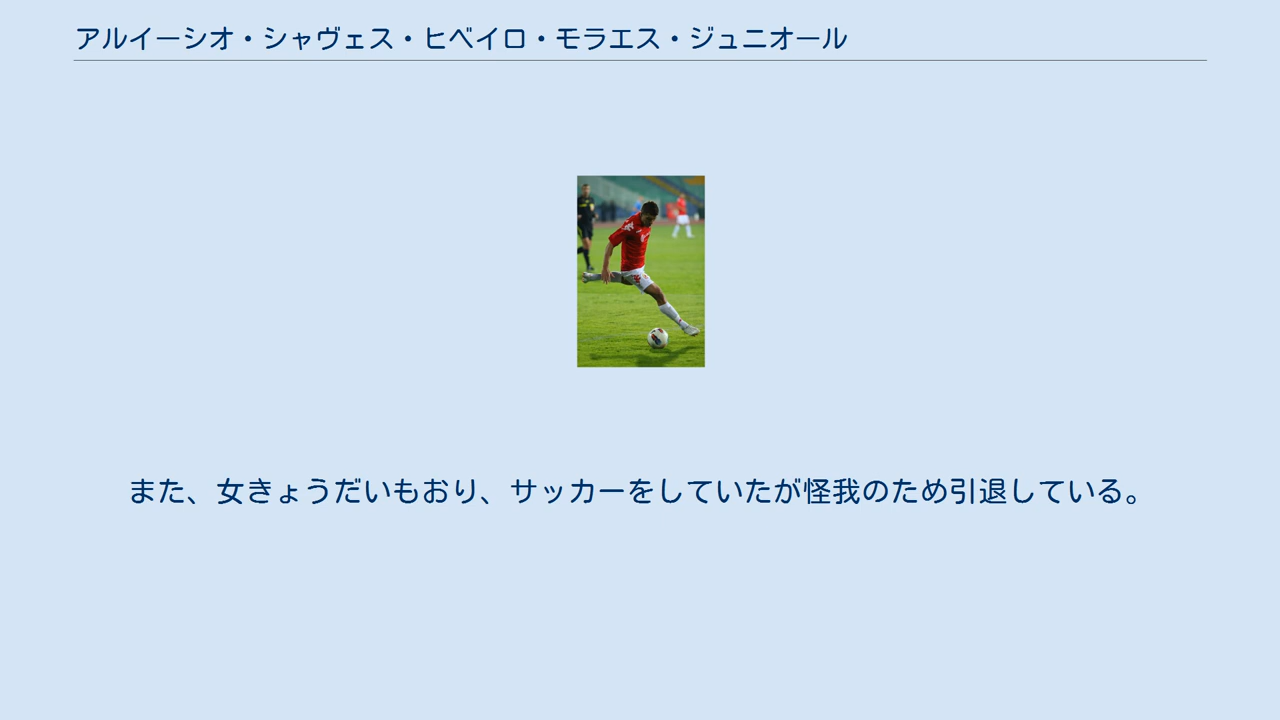 アルイーシオ・シャヴェス・ヒベイロ・モラエス・ジュニオール
また、女きょうだいもおり、サッカーをしていたが怪我のため引退している。